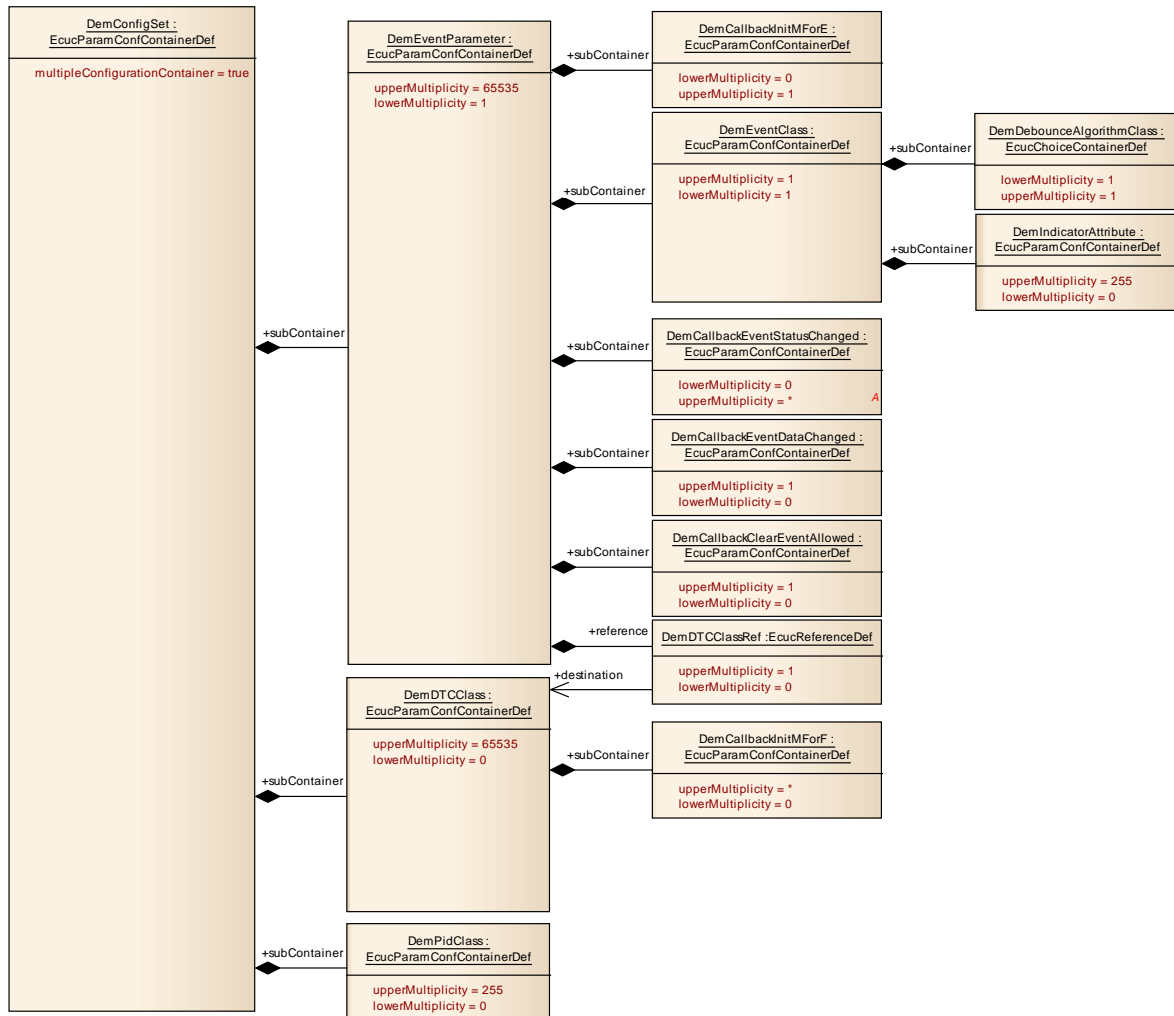 DemConfigSet :
EcucParamConfContainerDef
multipleConfigurationContainer = true
+subContainer
DemEventParameter :
EcucParamConfContainerDef
upperMultiplicity = 65535
lowerMultiplicity = 1
+subContainer
DemCallbackInitMForE :
EcucParamConfContainerDef
lowerMultiplicity = 0
upperMultiplicity = 1
+subContainer
DemEventClass :
EcucParamConfContainerDef
upperMultiplicity = 1
lowerMultiplicity = 1
+subContainer
DemDebounceAlgorithmClass :
EcucChoiceContainerDef
lowerMultiplicity = 1
upperMultiplicity = 1
+subContainer
DemIndicatorAttribute :
EcucParamConfContainerDef
upperMultiplicity = 255
lowerMultiplicity = 0
+subContainer
DemCallbackEventStatusChanged :
EcucParamConfContainerDef
lowerMultiplicity = 0
upperMultiplicity = *
A
+subContainer
DemCallbackEventDataChanged :
EcucParamConfContainerDef
upperMultiplicity = 1
lowerMultiplicity = 0
+subContainer
DemCallbackClearEventAllowed :
EcucParamConfContainerDef
upperMultiplicity = 1
lowerMultiplicity = 0
+reference
DemDTCClassRef :EcucReferenceDef
upperMultiplicity = 1
lowerMultiplicity = 0
+destination
+subContainer
DemDTCClass :
EcucParamConfContainerDef
upperMultiplicity = 65535
lowerMultiplicity = 0
+subContainer
DemCallbackInitMForF :
EcucParamConfContainerDef
upperMultiplicity = *
lowerMultiplicity = 0
+subContainer
DemPidClass :
EcucParamConfContainerDef
upperMultiplicity = 255
lowerMultiplicity = 0